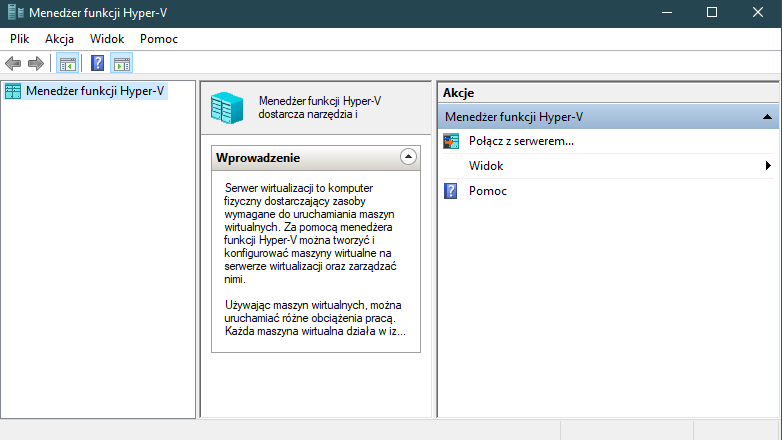 Menedżer funkcji Hyper-V
Plik Akcja Widok Pomoc
Menedżer funkcji Hyper-V
Menedżer funkcji Hyper-V
dostarcza narzędzia i
Wprowadzenie
Serwer wirtualizacji to komputer
fizyczny dostarczający zasoby
wymagane do uruchamiania maszyn
wirtualnych. Za pomocą menedżera
funkcji Hyper-V można tworzyć i
konfigurować maszyny wirtualne na
serwerze wirtualizacji oraz zarządzać
nimi.
Używając maszyn wirtualnych, można
uruchamiać różne obciążenia pracą.
Każda maszyna wirtualna działa w iz...
Akcje
Menedżer funkcji Hyper-V
Połącz z serwerem...
Widok
Pomoc